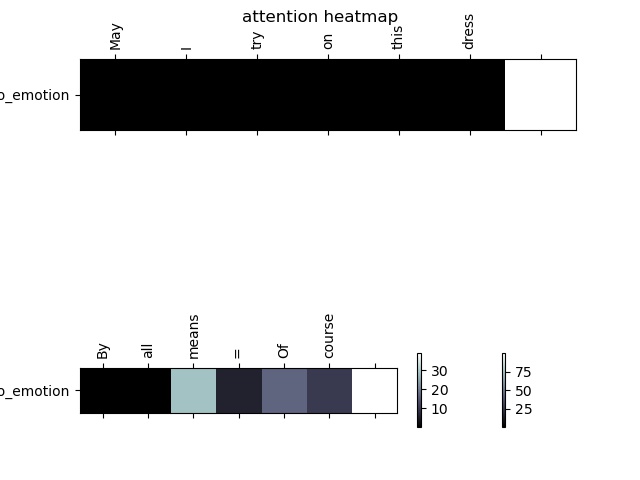 attention heatmap
May I try on this dress
o_emotion
By all means = Of course
o_emotion
30
20
10
75
50
25